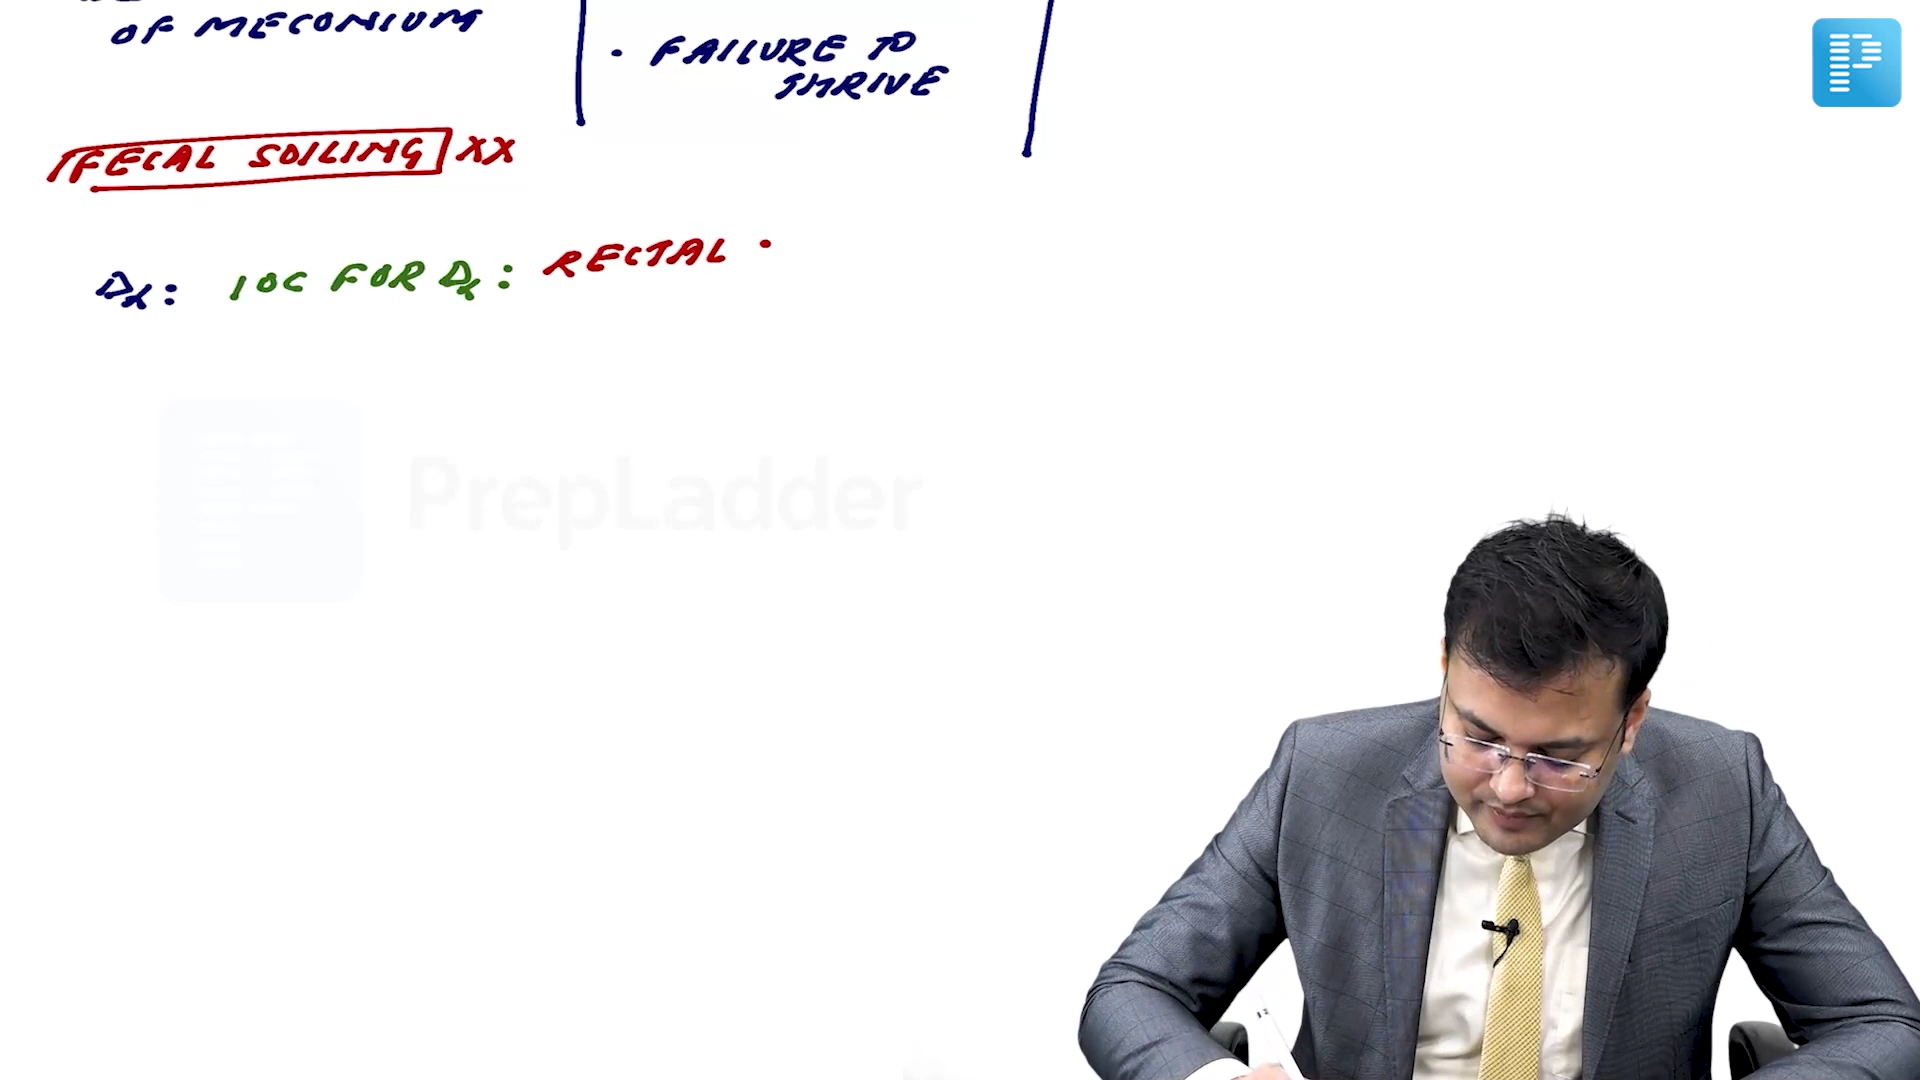 OF MECONIUM
• FAILURE TO
THRIVE
FECAL SOILING XX
Dx: IOC FOR Dx: RECTAL
PrepLadder